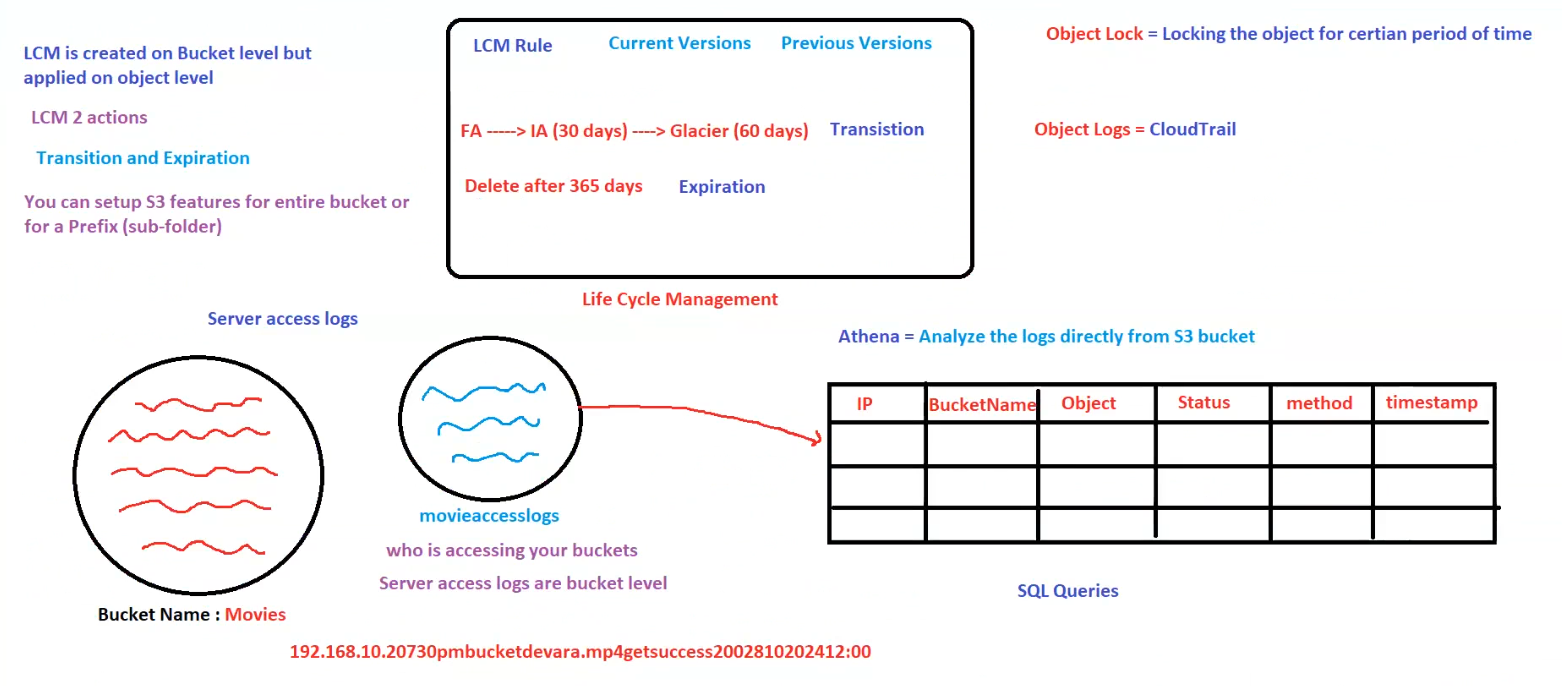 LCM is created on Bucket level but
applied on object level
LCM 2 actions
Transition and Expiration
You can setup S3 features for entire bucket or
for a Prefix (sub-folder)
LCM Rule
Current Versions
Previous Versions
FA -----> IA (30 days) ----> Glacier (60 days)
Transistion
Delete after 365 days
Expiration
Life Cycle Management
Object Lock = Locking the object for certian period of time
Object Logs = CloudTrail
Server access logs
Bucket Name : Movies
movieaccesslogs
who is accessing your buckets
Server access logs are bucket level
Athena = Analyze the logs directly from S3 bucket
IP BucketName Object Status method timestamp
SQL Queries
192.168.10.20730pmbucketdevara.mp4getsuccess2002810202412:00